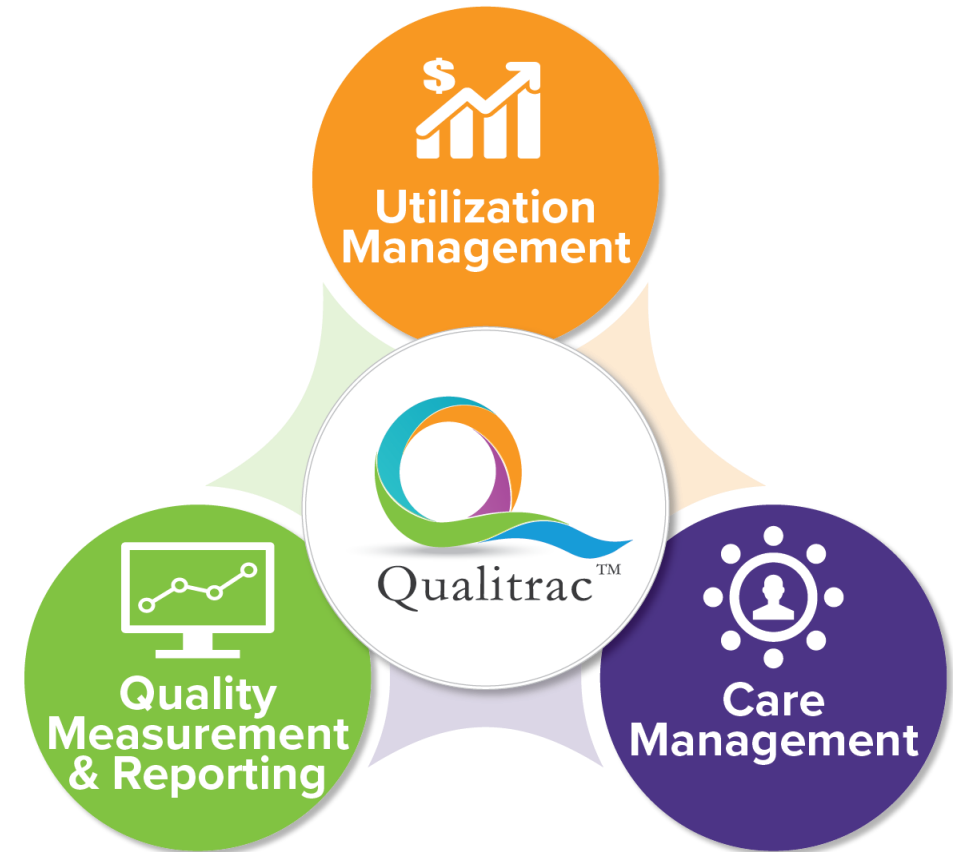 $
Utilization
Management
Qualitrac™
Quality
Measurement
& Reporting
Care
Management